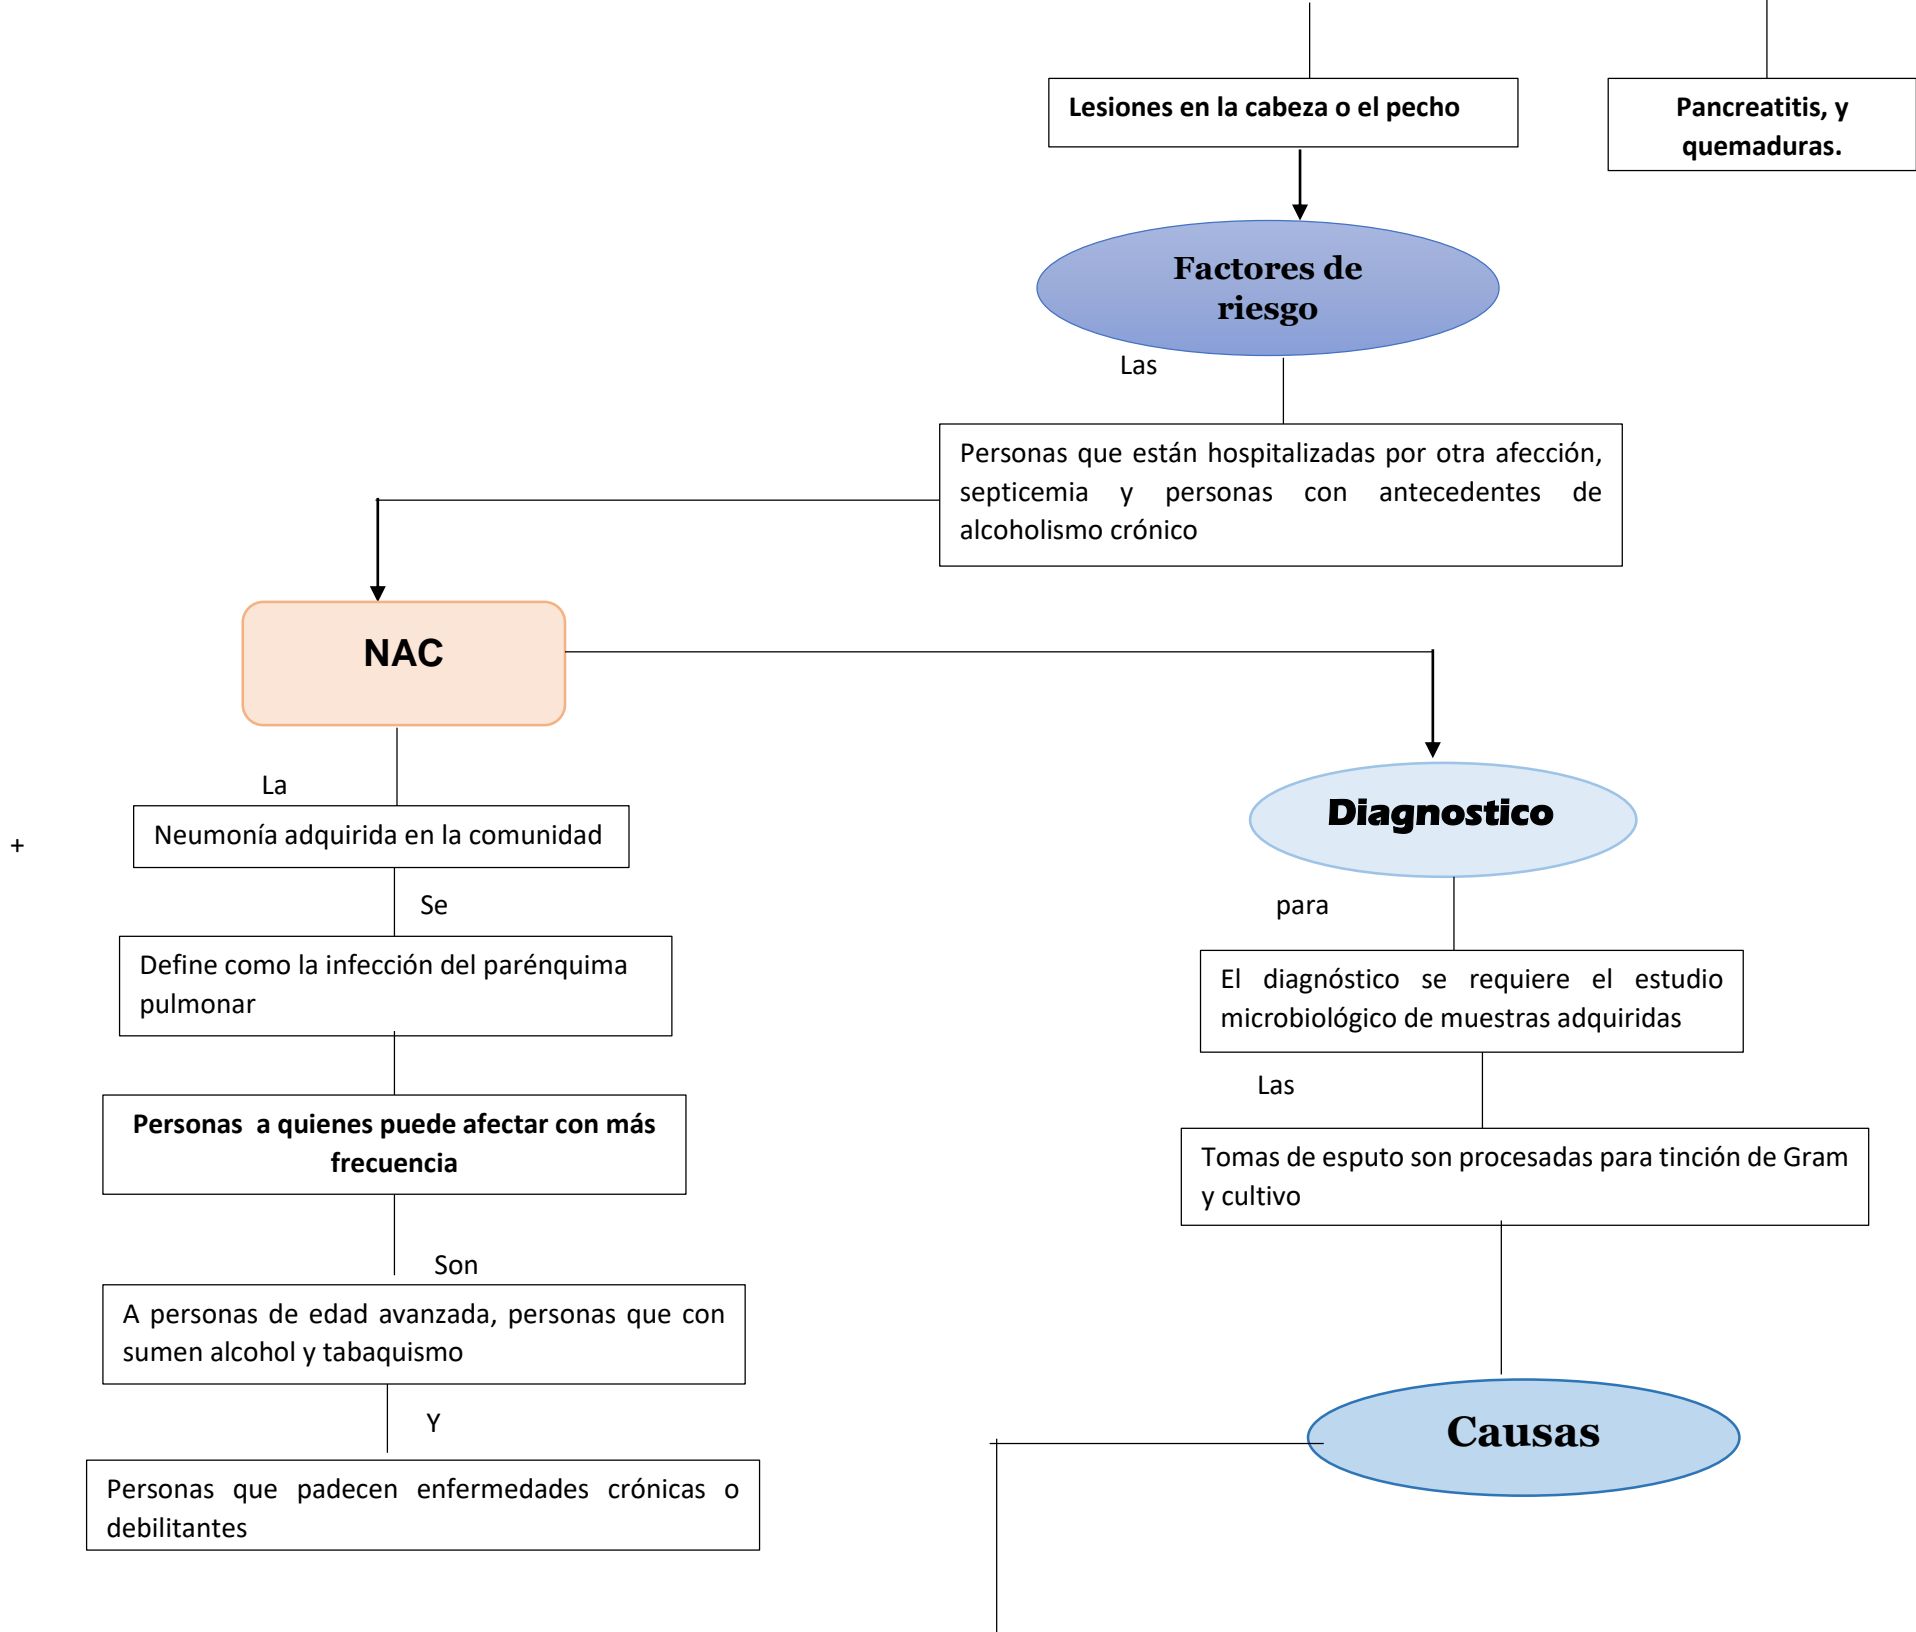 Lesiones en la cabeza o el pecho
Pancreatitis, y
quemaduras.
Factores de
riesgo
Las
Personas que están hospitalizadas por otra afección,
septicemia y personas con antecedentes de
alcoholismo crónico
NAC
La
Neumonía adquirida en la comunidad
+
Se
Define como la infección del parénquima
pulmonar
Personas a quienes puede afectar con más
frecuencia
Son
A personas de edad avanzada, personas que con
sumen alcohol y tabaquismo
Y
Personas que padecen enfermedades crónicas o
debilitantes
Diagnostico
para
El diagnóstico se requiere el estudio
microbiológico de muestras adquiridas
Las
Tomas de esputo son procesadas para tinción de Gram
y cultivo
Causas